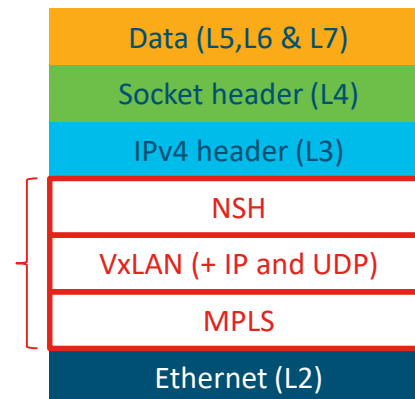 Data (L5,L6 & L7)
Socket header (L4)
IPv4 header (L3)
NSH
VxLAN (+ IP and UDP)
MPLS
Ethernet (L2)